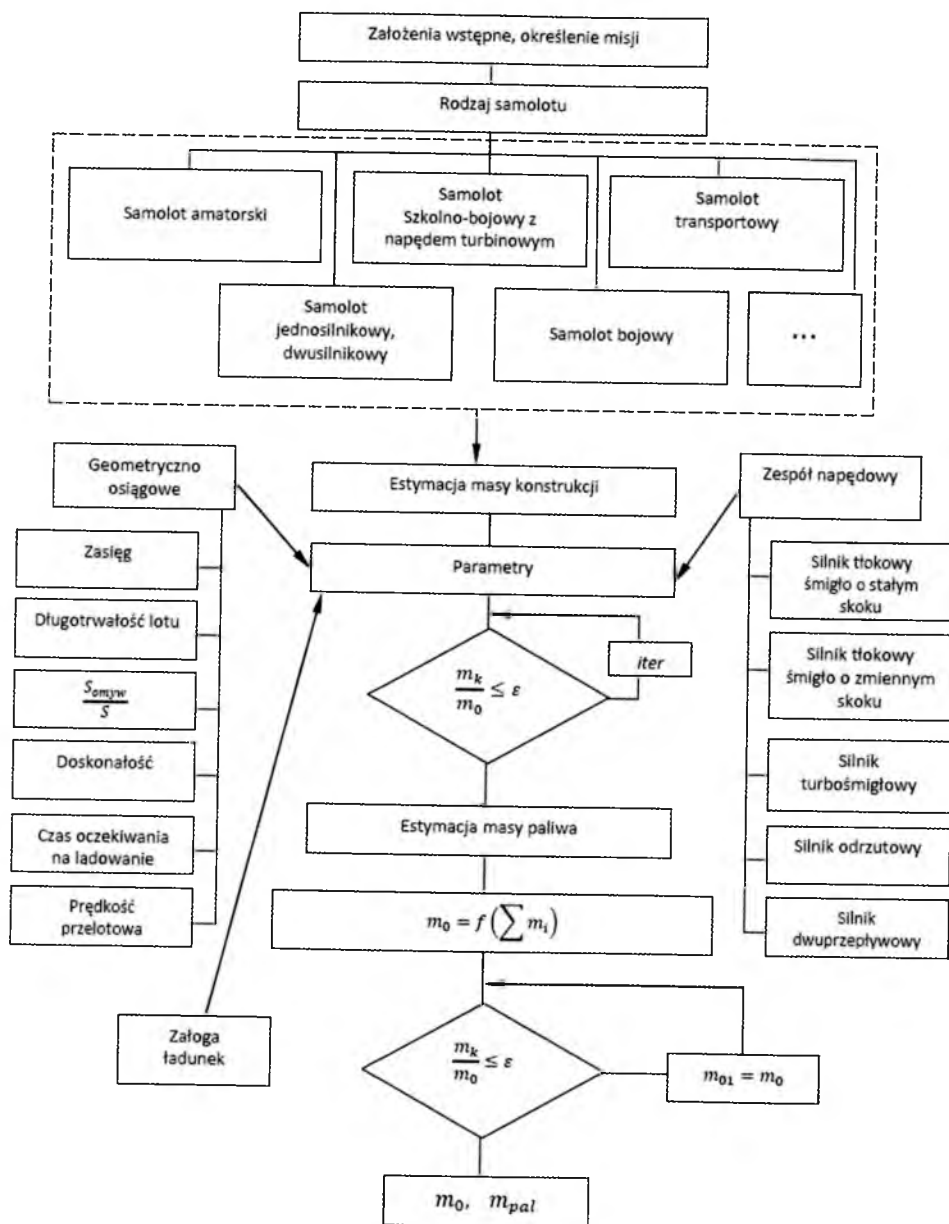 Założenia wstępne, określenie misji
Rodzaj samolotu
Samolot amatorski
Samolot
Szkolno-bojowy z
napędem turbinowym
Samolot
transportowy
Samolot
jednosilnikowy,
dwusilnikowy
Samolot bojowy
...
Geometryczno
osiągowe
Estymacja masy konstrukcji
Zespół napędowy
Zasięg
Długotrwałość lotu
S_omyw / S
Doskonałość
Czas oczekiwania
na ladowanie
Prędkość
przelotowa
Parametry
iter
m_k / m_0 ≤ ε
Estymacja masy paliwa
m_0 = f(∑ m_i)
Silnik tłokowy
śmigło o stałym
skoku
Silnik tłokowy
śmigło o zmiennym
skoku
Silnik
turbośmigłowy
Silnik odrzutowy
Silnik
dwuprzepływowy
Załoga
ładunek
m_k / m_0 ≤ ε
m_01 = m_0
m_0, m_pal